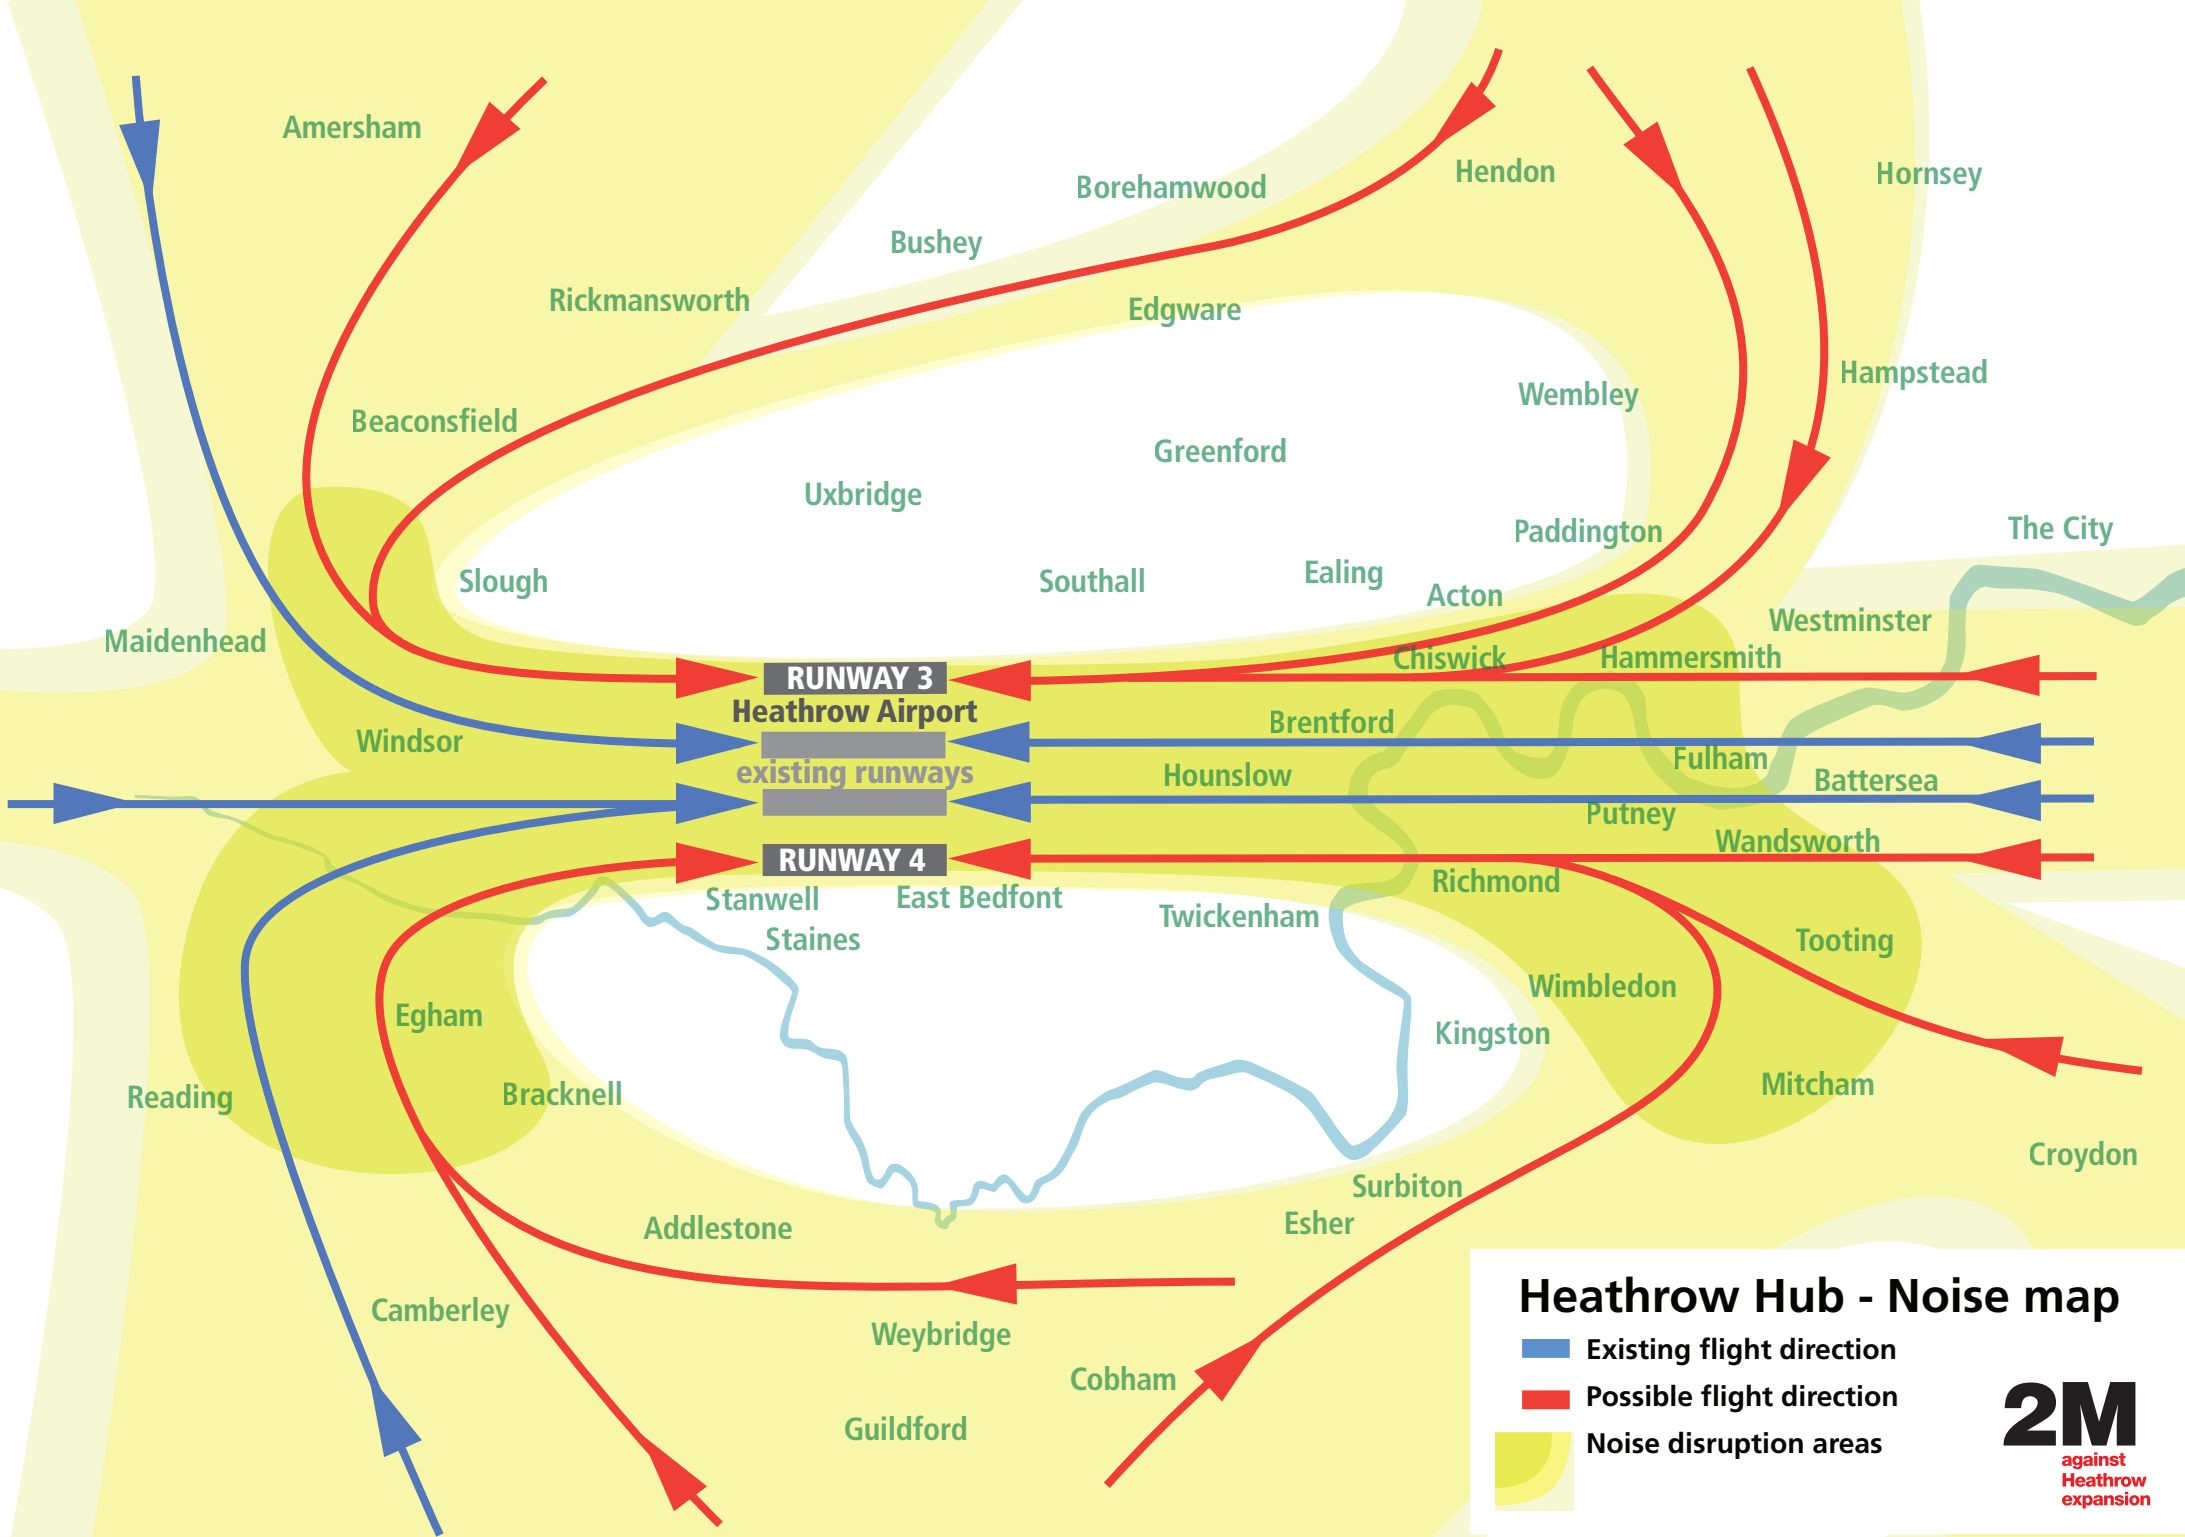 Amersham
Hendon
Hornsey
Borehamwood
Bushey
Rickmansworth
Edgware
Hampstead
Wembley
Beaconsfield
Greenford
Uxbridge
Paddington
The City
Slough
Southall
Ealing
Acton
Westminster
Maidenhead
Chiswick
Hammersmith
RUNWAY 3
Heathrow Airport
Brentford
Windsor
Fulham
existing runways
Hounslow
Battersea
Putney
Wandsworth
RUNWAY 4
Richmond
Stanwell
East Bedfont
Twickenham
Staines
Tooting
Wimbledon
Egham
Kingston
Mitcham
Reading
Bracknell
Croydon
Surbiton
Esher
Addlestone
Camberley
Weybridge
Cobham
Guildford
Heathrow Hub - Noise map
Existing flight direction
Possible flight direction
Noise disruption areas
2M
against
Heathrow
expansion